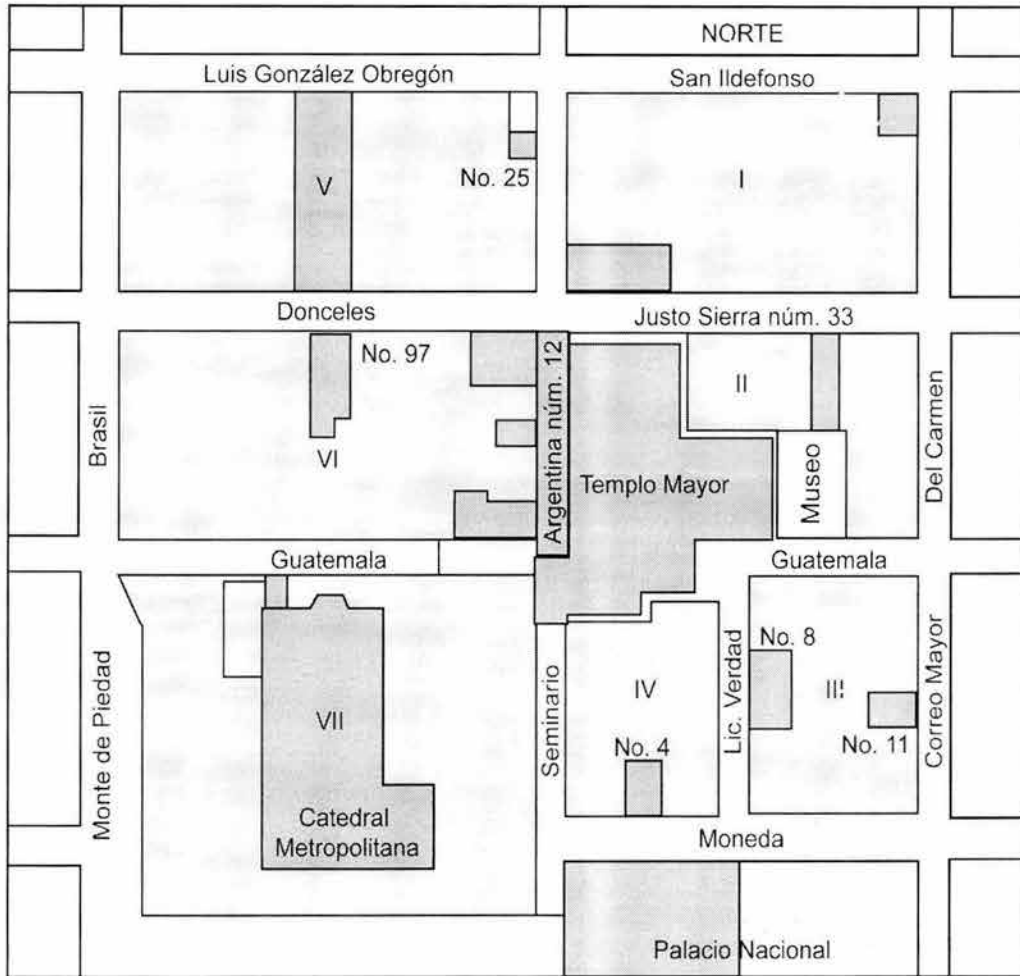 NORTE
Luis González Obregón
San Ildefonso
V
No. 25
I
Donceles
Justo Sierra núm. 33
No. 97
VI
Argentina núm. 12
Templo Mayor
II
Museo
Brasil
Del Carmen
Guatemala
Guatemala
Monte de Piedad
VII
Catedral
Metropolitana
Seminario
IV
No. 4
Lic. Verdad
No. 8
III
No. 11
Correo Mayor
Moneda
Palacio Nacional